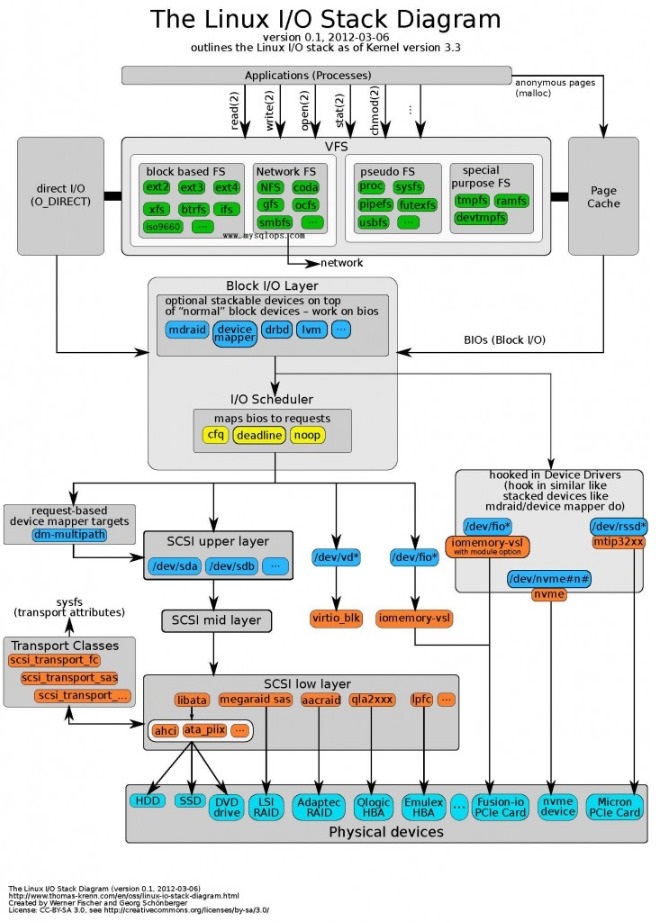 The Linux I/O Stack Diagram
version 0.1, 2012-03-06
outlines the Linux I/O stack as of Kernel version 3.3
Applications (Processes)
anonymous pages
(malloc)
read(2)
write(2)
open(2)
stat(2)
chmod(2)
...
VFS
direct I/O
(O_DIRECT)
block based FS
ext2 ext3 ext4
xfs btrfs ifs
iso9660 ...
Network FS
NFS coda
gfs ocfs
smbfs ...
pseudo FS
proc sysfs
pipefs futexfs
usbfs ...
special
purpose FS
tmpfs ramfs
devtmpfs
Page
Cache
www.mysqlops.com
network
Block I/O Layer
optional stackable devices on top
of "normal" block devices – work on bios
mdraid device
mapper drbd lvm ...
BIOs (Block I/O)
I/O Scheduler
maps bios to requests
cfq deadline noop
hooked in Device Drivers
(hook in similar like
stacked devices like
mdraid/device mapper do)
request-based
device mapper targets
dm-multipath
SCSI upper layer
/dev/sda /dev/sdb ...
/dev/vd*
/dev/fio*
/dev/fio*
iomemory-vsl
with module option
/dev/rssd*
mtip32xx
/dev/nvme#n#
nvme
sysfs
(transport attributes)
SCSI mid layer
virtio_blk
iomemory-vsl
Transport Classes
scsi_transport_fc
scsi_transport_sas
scsi_transport_...
SCSI low layer
libata megaraid sas aacraid qla2xxx lpfc ...
ahci ata_piix ...
HDD
SSD
DVD
drive
LSI
RAID
Adaptec
RAID
Qlogic
HBA
Emulex
HBA
...
Fusion-io
PCIe Card
nvme
device
Micron
PCIe Card
Physical devices
The Linux I/O Stack Diagram (version 0.1, 2012-03-06)
http://www.thomas-krenn.com/en/oss/linux-io-stack-diagram.html
Created by Werner Fischer and Georg Schönberger
License: CC-BY-SA 3.0, see http://creativecommons.org/licenses/by-sa/3.0/